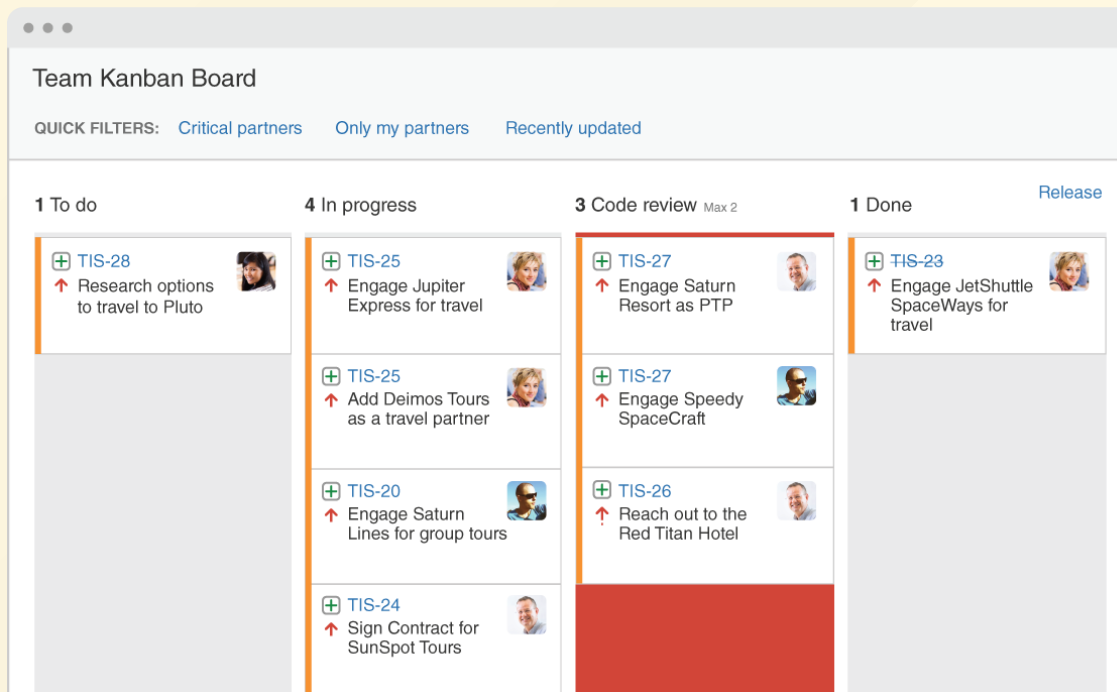 Team Kanban Board
QUICK FILTERS: Critical partners Only my partners Recently updated
Release
1 To do
TIS-28
Research options
to travel to Pluto
4 In progress
TIS-25
Engage Jupiter
Express for travel
TIS-25
Add Deimos Tours
as a travel partner
TIS-20
Engage Saturn
Lines for group tours
TIS-24
Sign Contract for
SunSpot Tours
3 Code review Max 2
TIS-27
Engage Saturn
Resort as PTP
TIS-27
Engage Speedy
SpaceCraft
TIS-26
Reach out to the
Red Titan Hotel
1 Done
TIS-23
Engage JetShuttle
SpaceWays for
travel